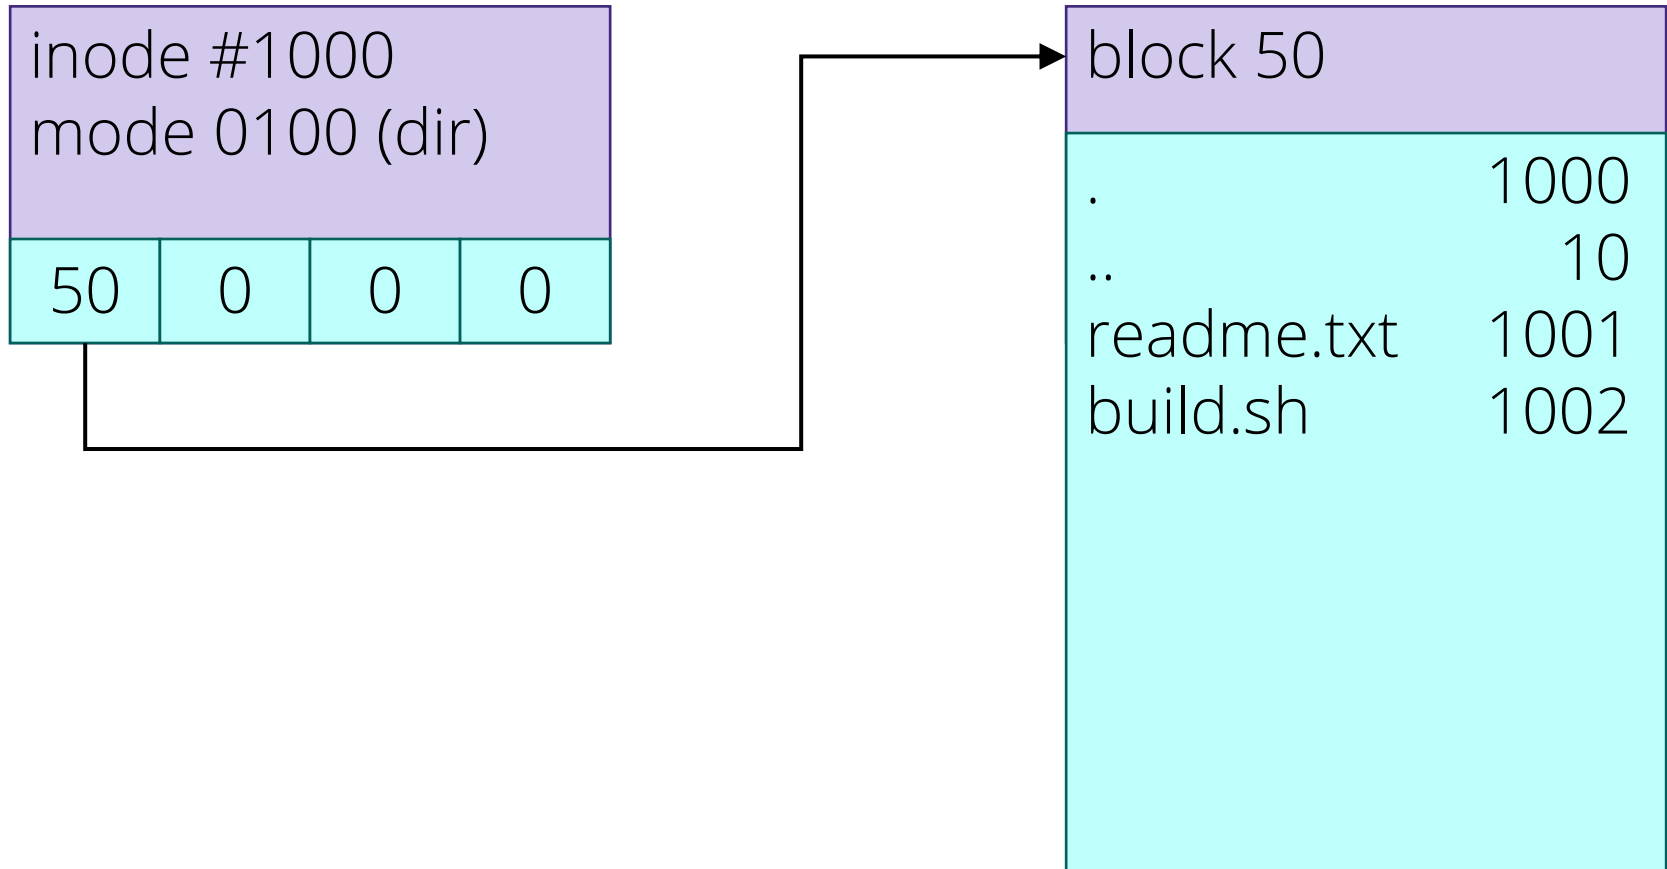 inode #1000
mode 0100 (dir)
50 0 0 0
block 50
. 1000
.. 10
readme.txt 1001
build.sh 1002